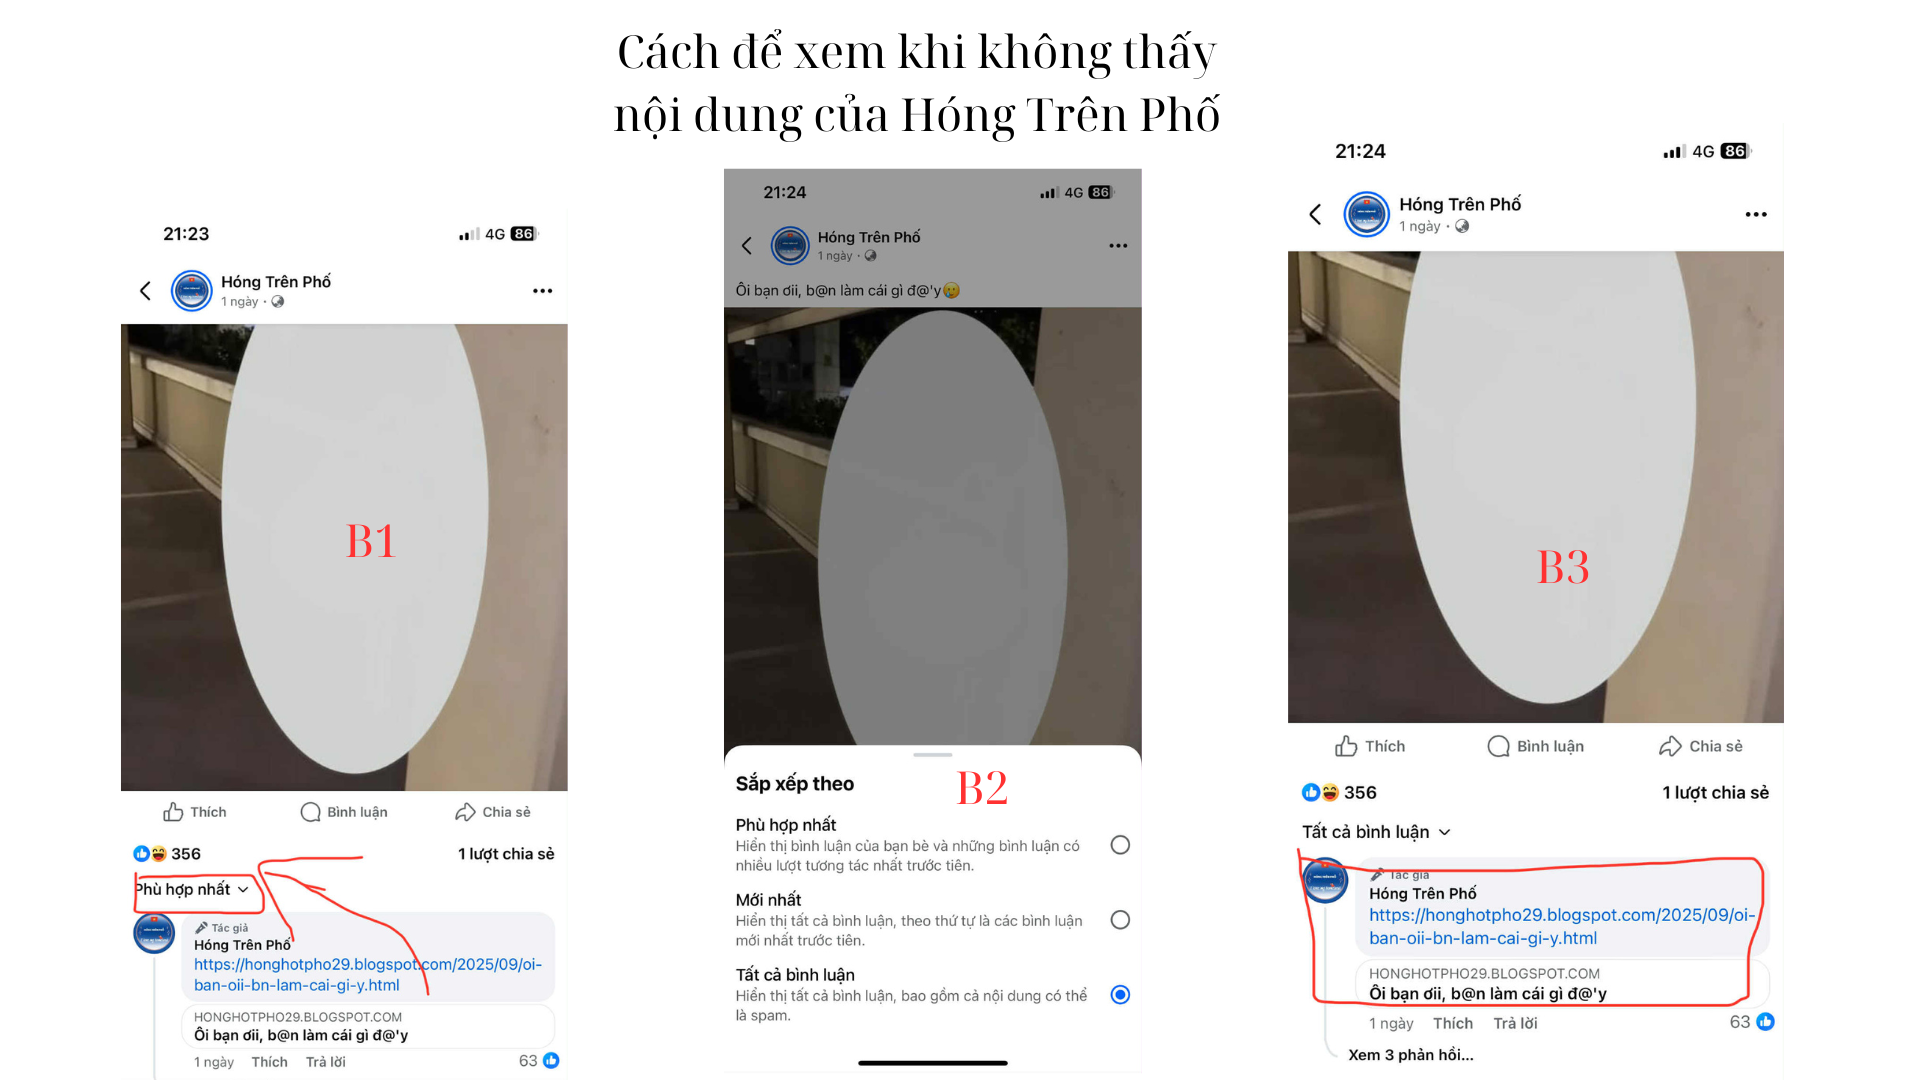 Cách để xem khi không thấy
nội dung của Hóng Trên Phố
21:23
4G 86
Hóng Trên Phố
1 ngày ·
B1
Thích
Bình luận
Chia sẻ
356
1 lượt chia sẻ
Phù hợp nhất
Tác giả
Hóng Trên Phố
https://honghotpho29.blogspot.com/2025/09/oi-
ban-oii-bn-lam-cai-gi-y.html
HONGHOTPHO29.BLOGSPOT.COM
Ôi bạn ơii, b@n làm cái gì đ@'y
1 ngày
Thích
Trả lời
63
21:24
4G 86
Hóng Trên Phố
1 ngày ·
Ôi bạn ơii, b@n làm cái gì đ@'y🥲
Sắp xếp theo
B2
Phù hợp nhất
Hiển thị bình luận của bạn bè và những bình luận có
nhiều lượt tương tác nhất trước tiên.
Mới nhất
Hiển thị tất cả bình luận, theo thứ tự là các bình luận
mới nhất trước tiên.
Tất cả bình luận
Hiển thị tất cả bình luận, bao gồm cả nội dung có thể
là spam.
21:24
4G 86
Hóng Trên Phố
1 ngày ·
B3
Thích
Bình luận
Chia sẻ
356
1 lượt chia sẻ
Tất cả bình luận
Tác giả
Hóng Trên Phố
https://honghotpho29.blogspot.com/2025/09/oi-
ban-oii-bn-lam-cai-gi-y.html
HONGHOTPHO29.BLOGSPOT.COM
Ôi bạn ơii, b@n làm cái gì đ@'y
1 ngày
Thích
Trả lời
63
Xem 3 phản hồi...